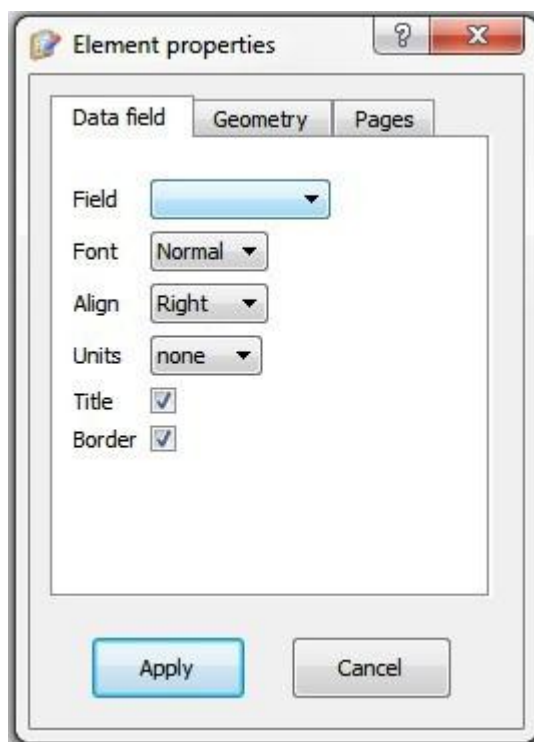 Element properties
Data field Geometry Pages
Field
Font Normal
Align Right
Units none
Title
Border
Apply Cancel